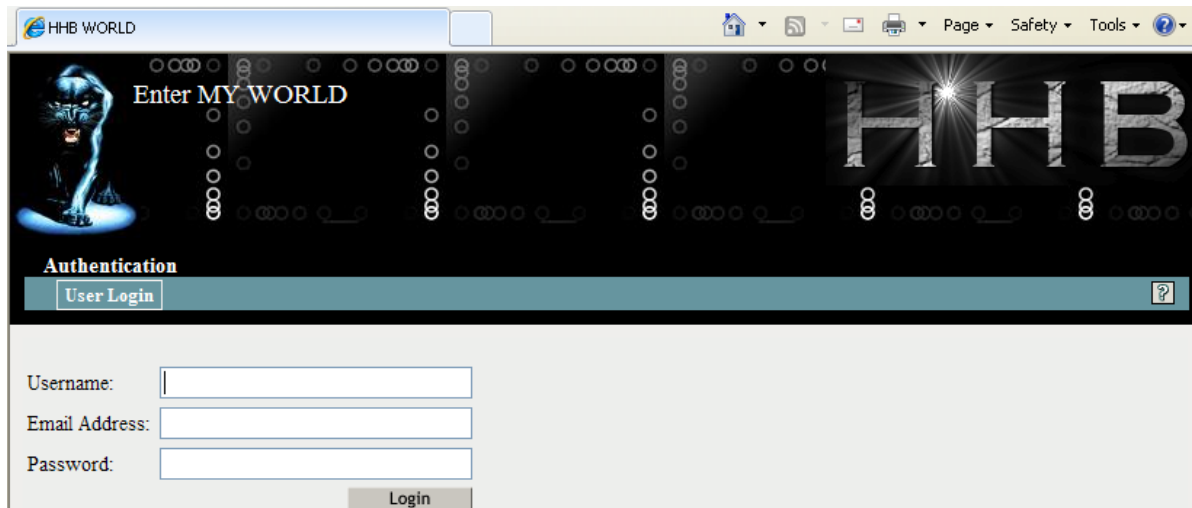 HHB WORLD
Page Safety Tools
Enter MY WORLD
HHB
Authentication
User Login
Username:
Email Address:
Password:
Login